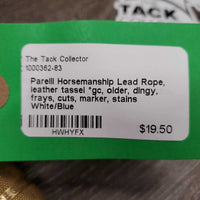 TACK
The Tack Collector
1000362-83
Parelli Horsemanship Lead Rope,
leather tassel *gc, older, dingy,
frays, cuts, marker, stains
White/Blue
HWHYFX
$19.50